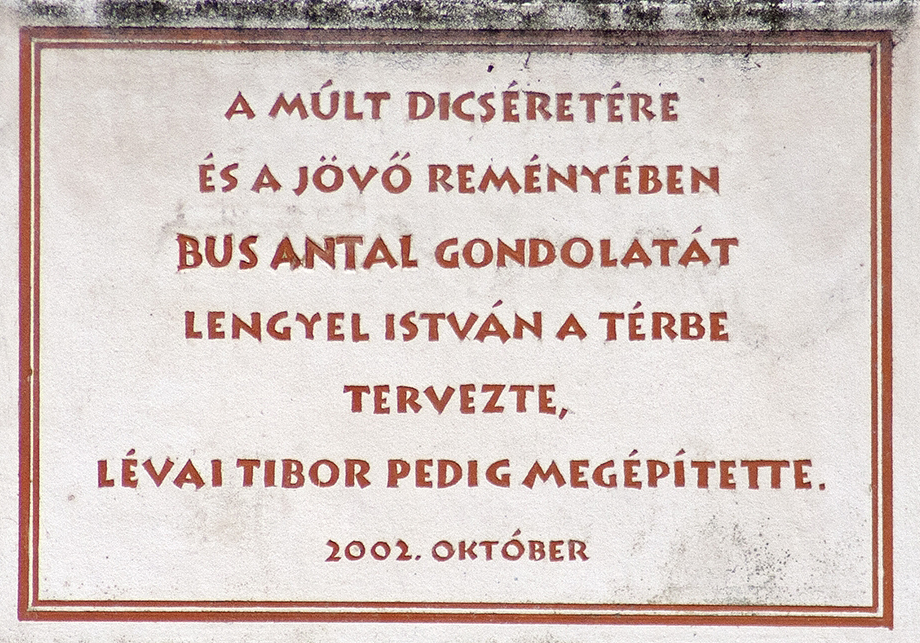 A MÚLT DICSÉRETÉRE
ÉS A JÖVŐ REMÉNYÉBEN
BUS ANTAL GONDOLATÁT
LENGYEL ISTVÁN A TÉRBE
TERVEZTE,
LÉVAI TIBOR PEDIG MEGÉPÍTETTE.
2002. OKTÓBER